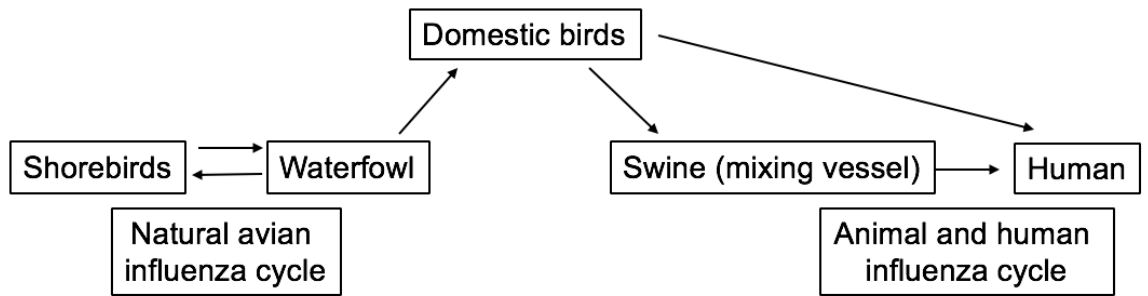 Domestic birds
Shorebirds
Waterfowl
Swine (mixing vessel)
Human
Natural avian
influenza cycle
Animal and human
influenza cycle